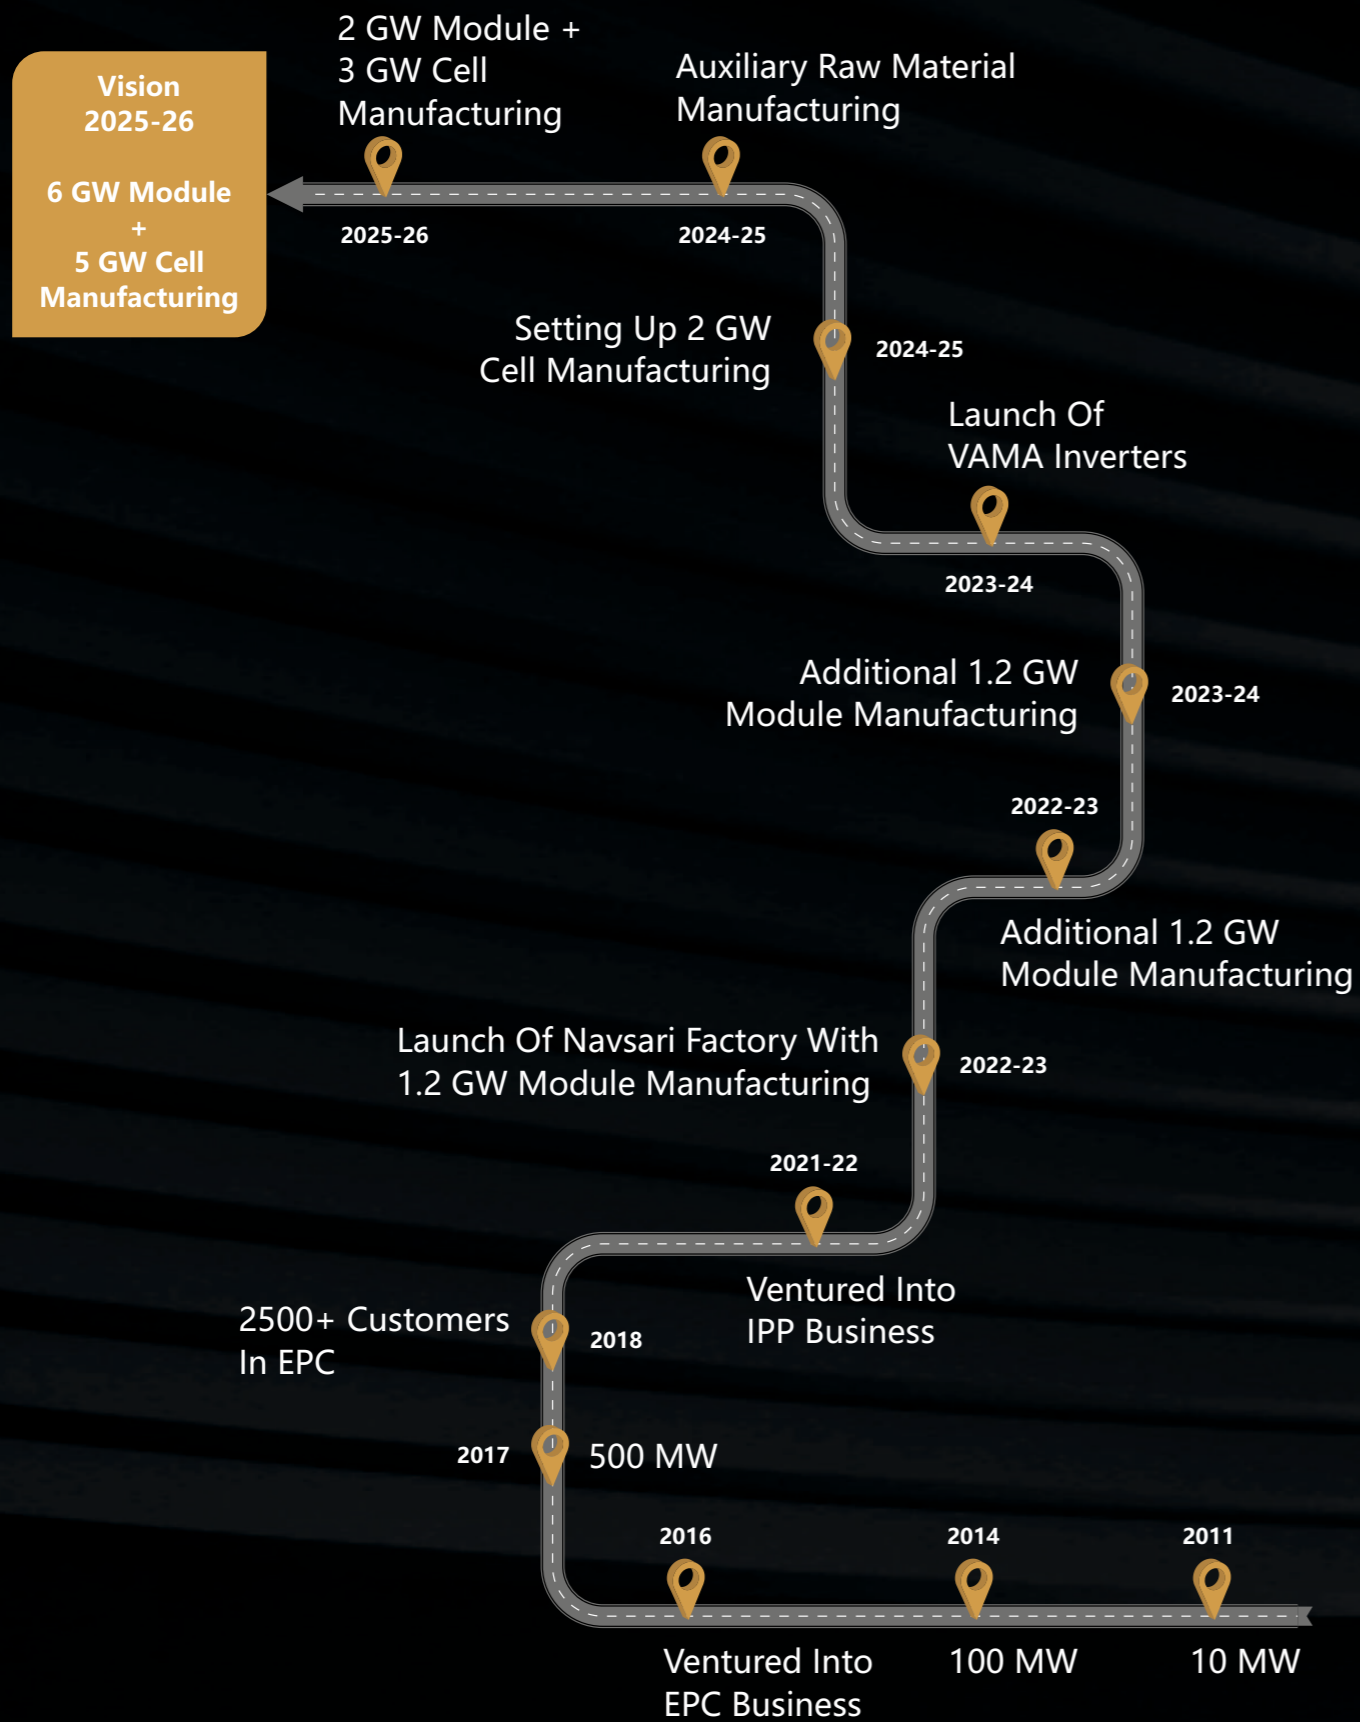 2 GW Module +
3 GW Cell
Manufacturing
Auxiliary Raw Material
Manufacturing
Vision
2025-26
6 GW Module
+
5 GW Cell
Manufacturing
2025-26
2024-25
Setting Up 2 GW
Cell Manufacturing
2024-25
Launch Of
VAMA Inverters
2023-24
Additional 1.2 GW
Module Manufacturing
2023-24
2022-23
Additional 1.2 GW
Module Manufacturing
Launch Of Navsari Factory With
1.2 GW Module Manufacturing
2022-23
2021-22
Ventured Into
IPP Business
2500+ Customers
In EPC
2018
2017
500 MW
2016
2014
2011
Ventured Into
EPC Business
100 MW
10 MW